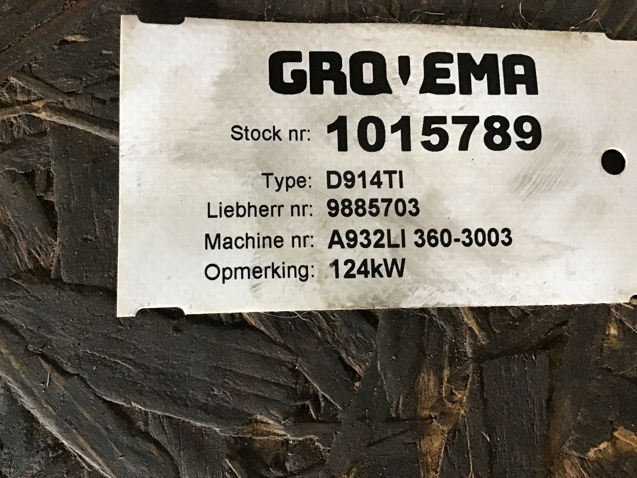 GROVEMA
Stock nr: 1015789
Type: D914TI
Liebherr nr: 9885703
Machine nr: A932LI 360-3003
Opmerking: 124kW